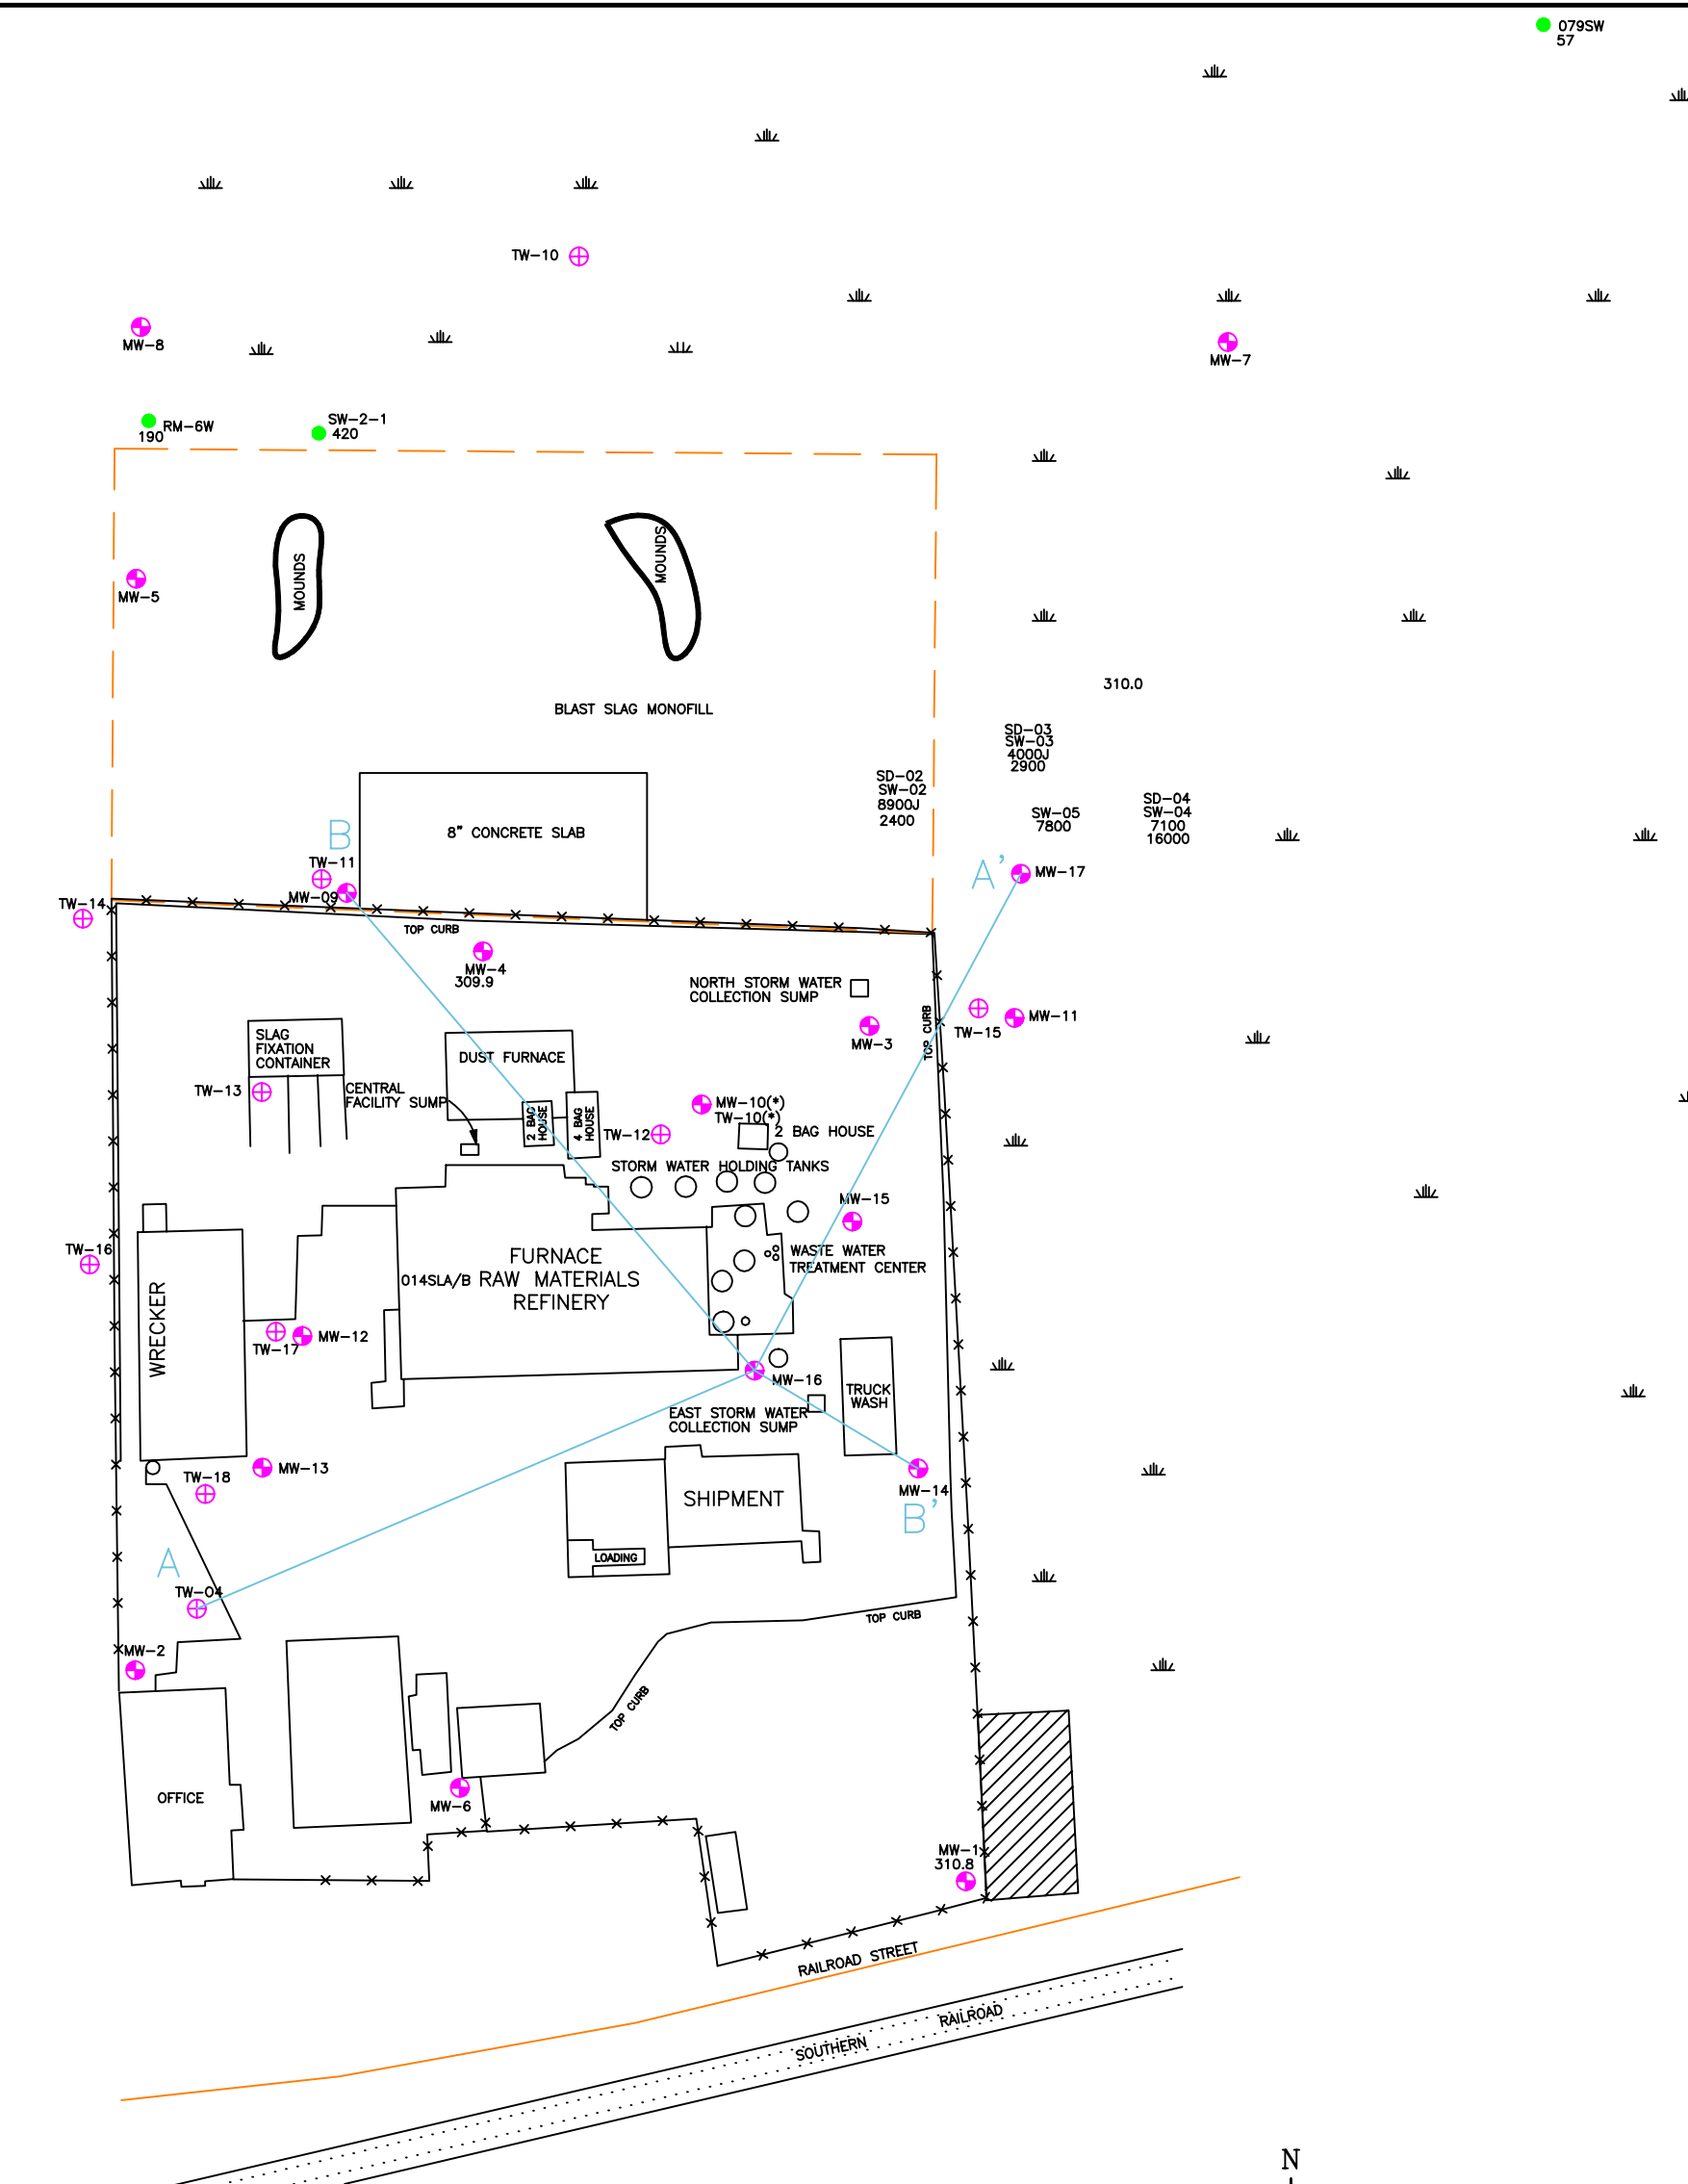 079SW
57
TW-10
MW-8
MW-7
RM-6W
190
SW-2-1
420
MOUNDS
MOUNDS
MW-5
310.0
BLAST SLAG MONOFILL
SD-03
SW-03
4000J
2900
SD-02
SW-02
8900J
2400
SD-04
SW-04
7100
16000
SW-05
7800
8" CONCRETE SLAB
B
TW-11
MW-09
TW-14
A'
MW-17
TOP CURB
MW-4
309.9
NORTH STORM WATER
COLLECTION SUMP
MW-3
TOP CURB
TW-15
MW-11
SLAG
FIXATION
CONTAINER
DUST FURNACE
TW-13
CENTRAL
FACILITY SUMP
2 BAG
HOUSE
4 BAG
HOUSE
MW-10(*)
TW-10(*)
TW-12
2 BAG HOUSE
STORM WATER HOLDING TANKS
MW-15
TW-16
WASTE WATER
TREATMENT CENTER
FURNACE
014SLA/B
RAW MATERIALS
REFINERY
WRECKER
TW-17
MW-12
MW-16
TRUCK
WASH
EAST STORM WATER
COLLECTION SUMP
MW-13
TW-18
MW-14
B'
SHIPMENT
LOADING
A
TW-04
TOP CURB
MW-2
TOP CURB
OFFICE
MW-6
MW-1
310.8
RAILROAD STREET
SOUTHERN RAILROAD
N